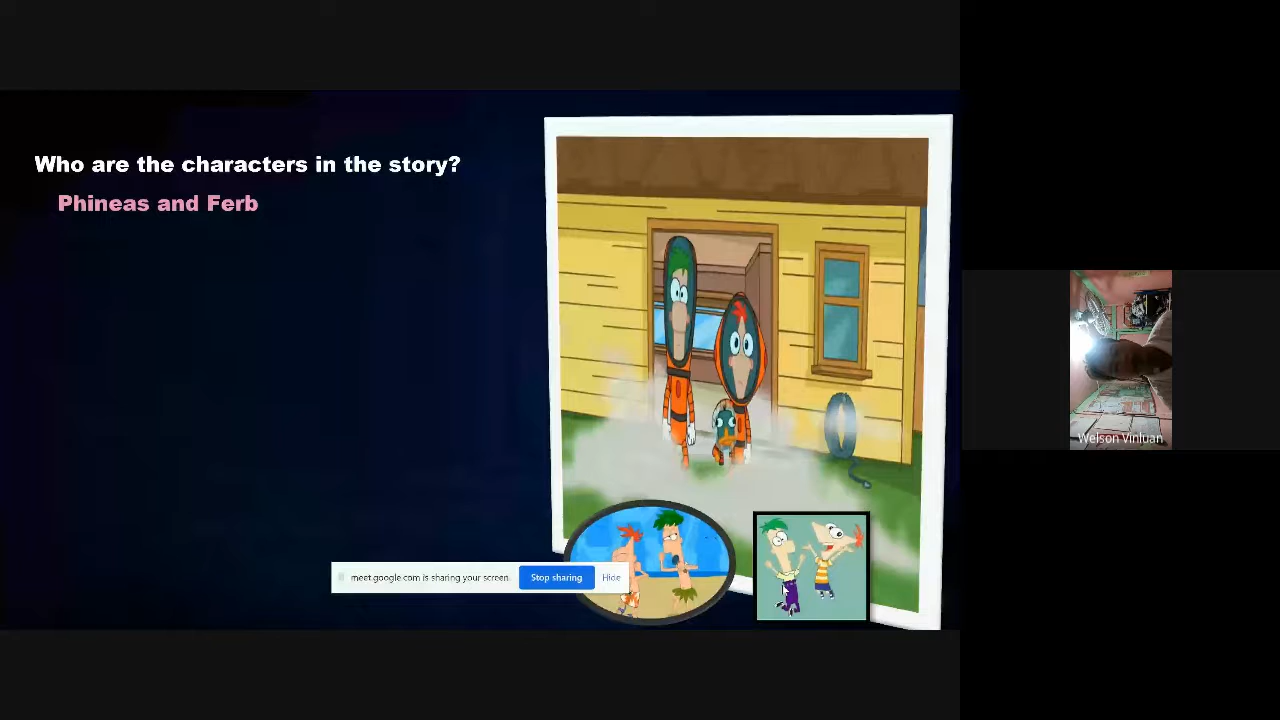 Who are the characters in the story?
Phineas and Ferb
meet.google.com is sharing your screen.
Stop sharing
Hide
Welson Vinluan